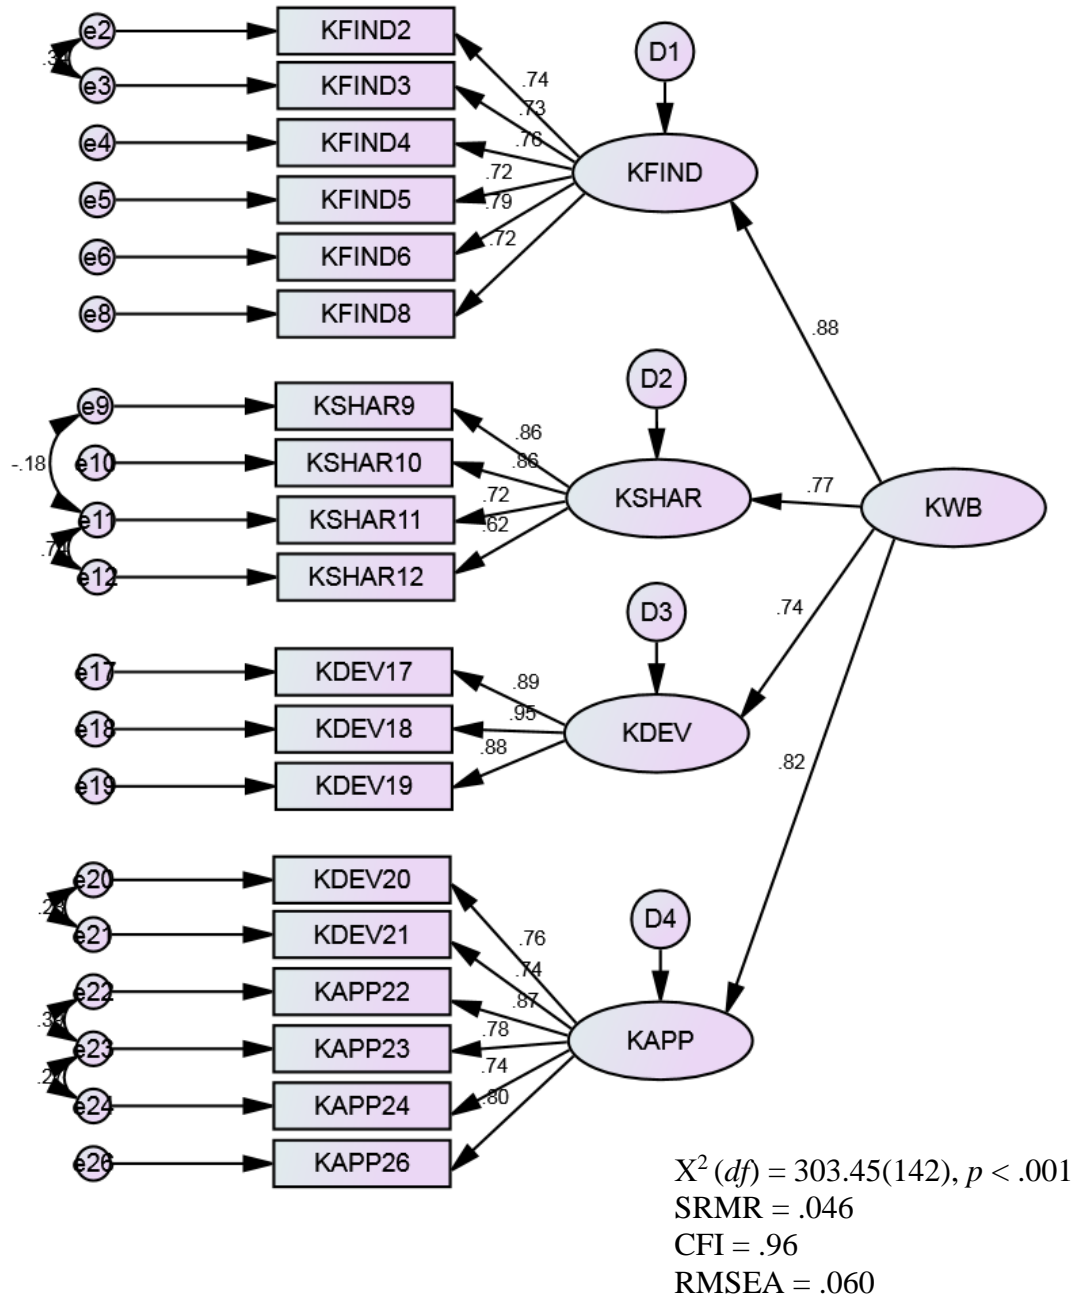 e2
KFIND2
D1
e3
KFIND3
.74
.73
e4
KFIND4
.76
KFIND
.72
e5
KFIND5
.79
.72
e6
KFIND6
e8
KFIND8
.88
D2
e9
KSHAR9
.86
-.18
e10
KSHAR10
.86
.72
.77
KSHAR
KWB
e11
KSHAR11
.62
e12
KSHAR12
D3
.74
e17
KDEV17
.89
.95
e18
KDEV18
KDEV
.88
.82
e19
KDEV19
e20
KDEV20
D4
e21
KDEV21
.76
.74
e22
KAPP22
.87
.78
KAPP
e23
KAPP23
.74
.80
e24
KAPP24
e26
KAPP26
X² (df) = 303.45(142), p < .001
SRMR = .046
CFI = .96
RMSEA = .060